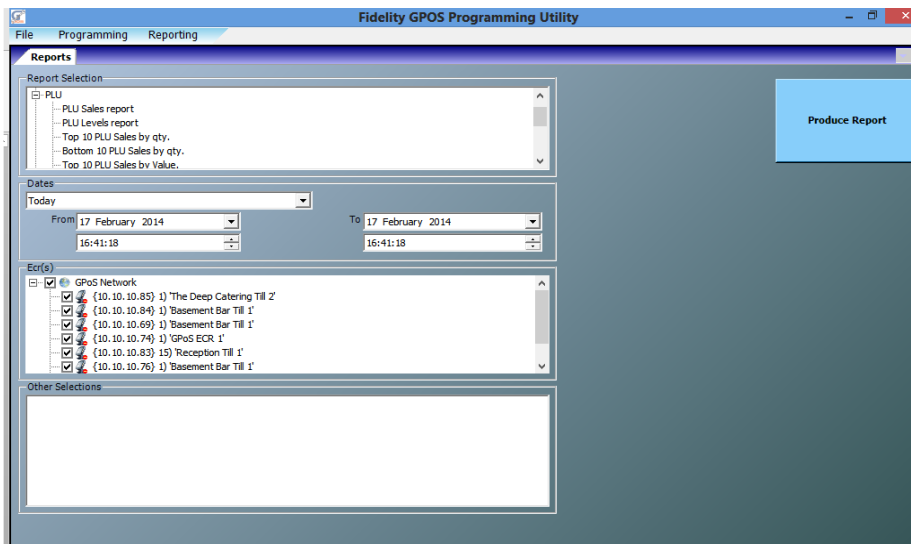 Fidelity GPOS Programming Utility
File Programming Reporting
Reports
Report Selection
PLU
PLU Sales report
PLU Levels report
Top 10 PLU Sales by qty.
Bottom 10 PLU Sales by qty.
Top 10 PLU Sales by Value.
Produce Report
Dates
Today
From 17 February 2014 To 17 February 2014
16:41:18 16:41:18
Ecr(s)
GPoS Network
{10.10.10.85} 1) 'The Deep Catering Till 2'
{10.10.10.84} 1) 'Basement Bar Till 1'
{10.10.10.69} 1) 'Basement Bar Till 1'
{10.10.10.74} 1) 'GPoS ECR 1'
{10.10.10.83} 15) 'Reception Till 1'
{10.10.10.76} 1) 'Basement Bar Till 1'
Other Selections